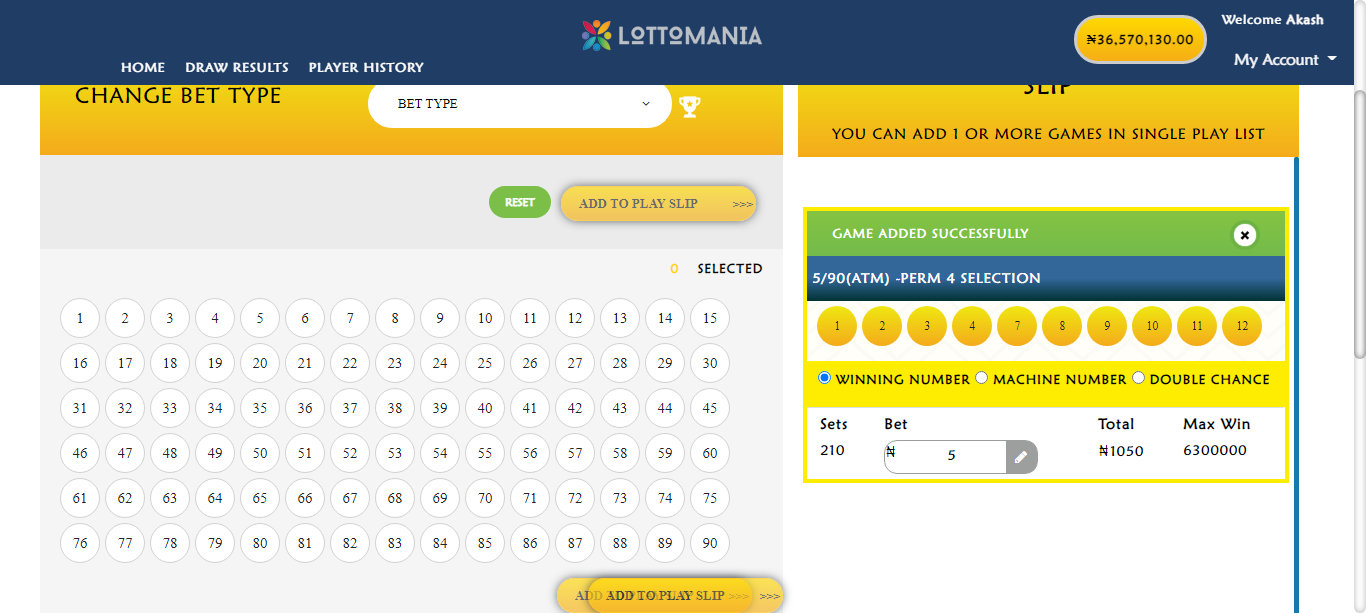 LOTTOMANIA
₦36,570,130.00
Welcome Akash
My Account
HOME DRAW RESULTS PLAYER HISTORY
CHANGE BET TYPE
BET TYPE
SLIP
YOU CAN ADD 1 OR MORE GAMES IN SINGLE PLAY LIST
RESET
ADD TO PLAY SLIP >>>
0 SELECTED
1 2 3 4 5 6 7 8 9 10 11 12 13 14 15
16 17 18 19 20 21 22 23 24 25 26 27 28 29 30
31 32 33 34 35 36 37 38 39 40 41 42 43 44 45
46 47 48 49 50 51 52 53 54 55 56 57 58 59 60
61 62 63 64 65 66 67 68 69 70 71 72 73 74 75
76 77 78 79 80 81 82 83 84 85 86 87 88 89 90
ADD TO PLAY SLIP >>> >>>
GAME ADDED SUCCESSFULLY
5/90(ATM) -PERM 4 SELECTION
1 2 3 4 7 8 9 10 11 12
WINNING NUMBER MACHINE NUMBER DOUBLE CHANCE
Sets Bet Total Max Win
210 ₦ 5 ₦1050 6300000